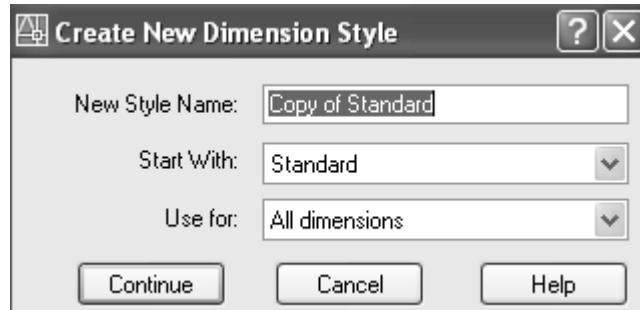 Create New Dimension Style
New Style Name: Copy of Standard
Start With: Standard
Use for: All dimensions
Continue Cancel Help